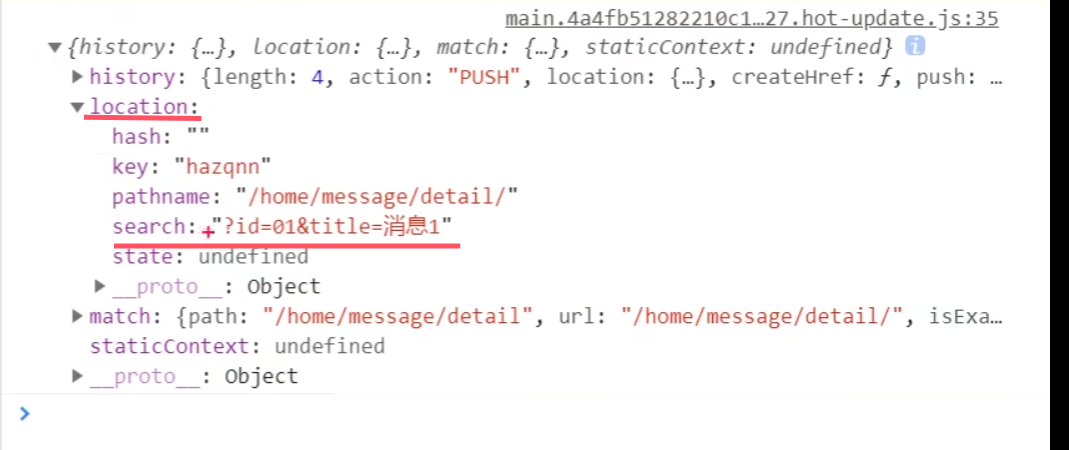 main.4a4fb51282210c1…27.hot-update.js:35
▼{history: {…}, location: {…}, match: {…}, staticContext: undefined} i
▶history: {length: 4, action: "PUSH", location: {…}, createHref: ƒ, push: …
▼location:
hash: ""
key: "hazqnn"
pathname: "/home/message/detail/"
search: "?id=01&title=消息1"
state: undefined
▶__proto__: Object
▶match: {path: "/home/message/detail", url: "/home/message/detail/", isExa…
staticContext: undefined
▶__proto__: Object
>